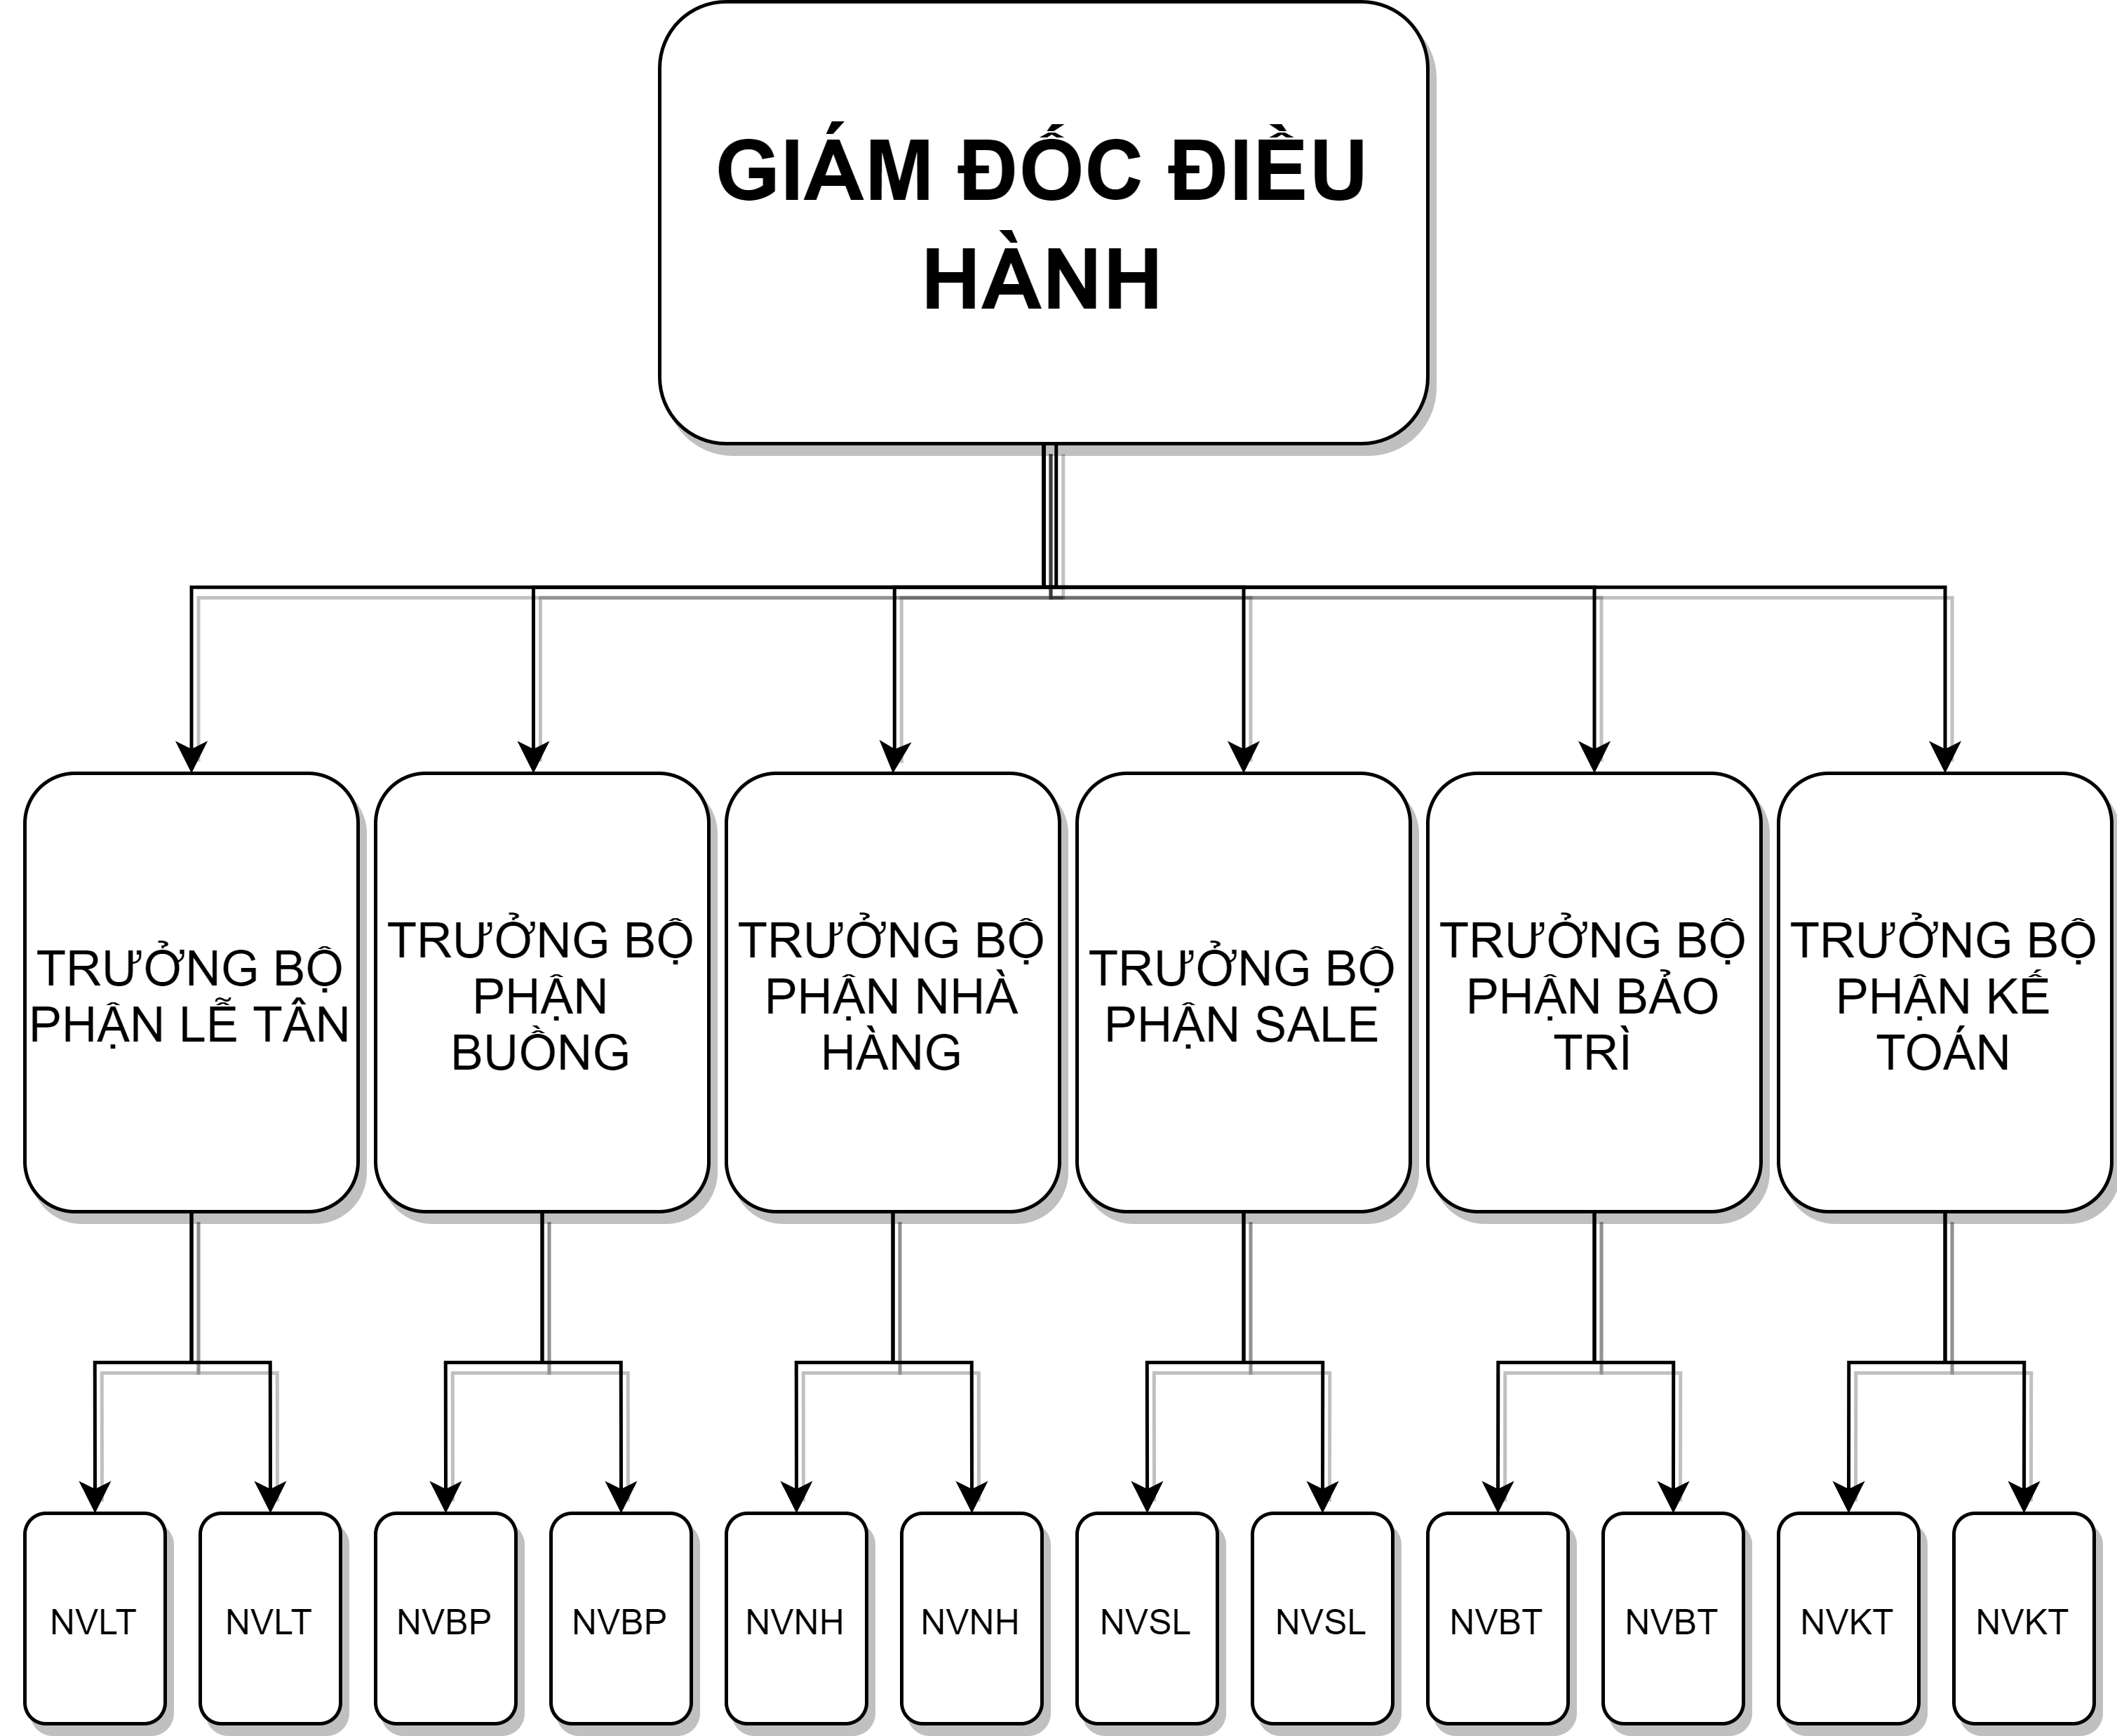 GIÁM ĐỐC ĐIỀU
HÀNH
TRƯỞNG BỘ
PHẬN LỄ TÂN
TRƯỞNG BỘ
PHẬN
BUỒNG
TRƯỞNG BỘ
PHẬN NHÀ
HÀNG
TRƯỞNG BỘ
PHẬN SALE
TRƯỞNG BỘ
PHẬN BẢO
TRÌ
TRƯỞNG BỘ
PHẬN KẾ
TOÁN
NVLT
NVLT
NVBP
NVBP
NVNH
NVNH
NVSL
NVSL
NVBT
NVBT
NVKT
NVKT